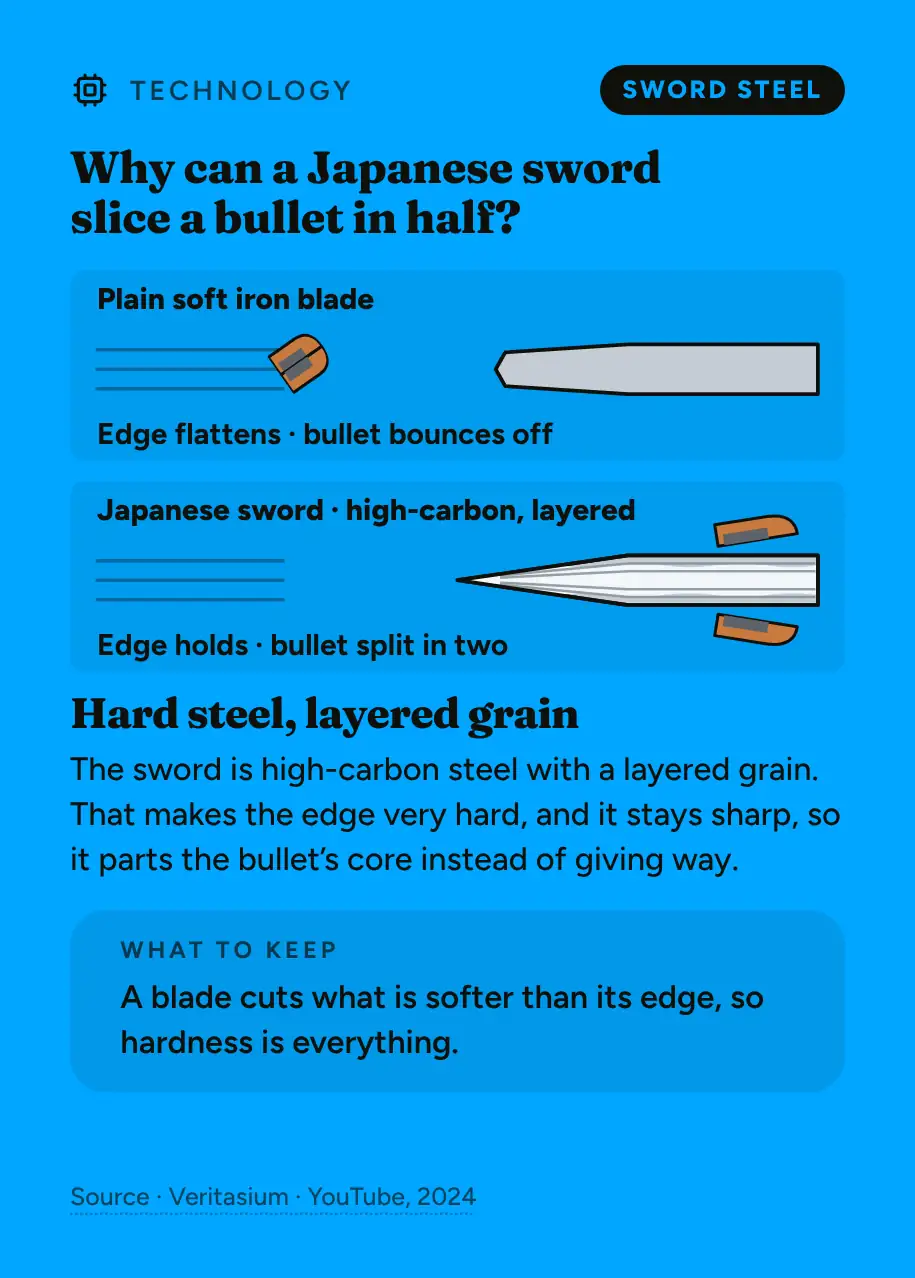 TECHNOLOGY
SWORD STEEL
Why can a Japanese sword
slice a bullet in half?
Plain soft iron blade
Edge flattens · bullet bounces off
Japanese sword · high-carbon, layered
Edge holds · bullet split in two
Hard steel, layered grain
The sword is high-carbon steel with a layered grain.
That makes the edge very hard, and it stays sharp, so
it parts the bullet’s core instead of giving way.
WHAT TO KEEP
A blade cuts what is softer than its edge, so
hardness is everything.
Source · Veritasium · YouTube, 2024